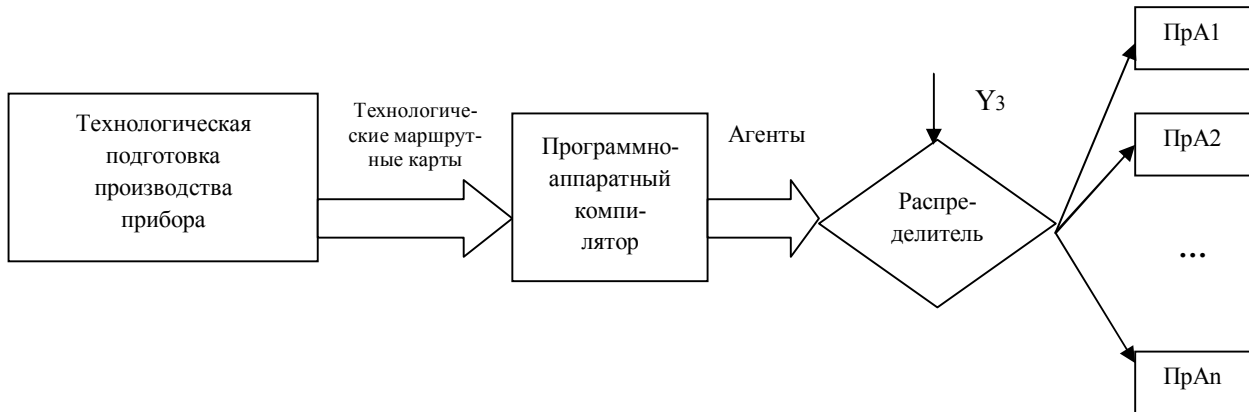 Технологическая
подготовка
производства
прибора
Технологиче-
ские маршрут-
ные карты
Программно-
аппаратный
компи-
лятор
Агенты
Y3
Распре-
делитель
ПрА1
ПрА2
...
ПрАn